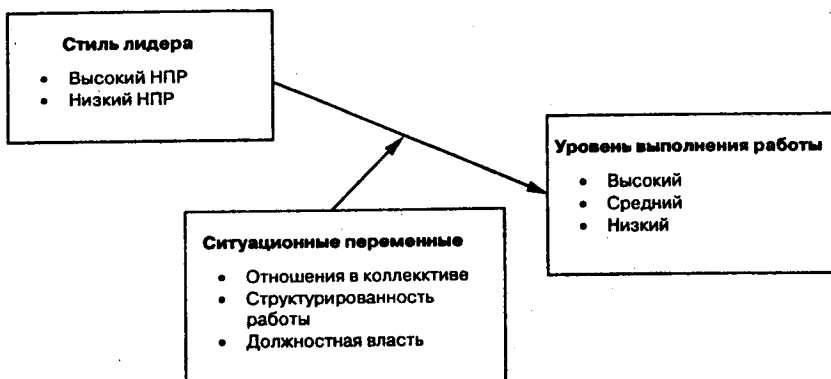 Стиль лидера
• Высокий НПР
• Низкий НПР
Уровень выполнения работы
• Высокий
• Средний
• Низкий
Ситуационные переменные
• Отношения в коллекктиве
• Структурированность
работы
• Должностная власть